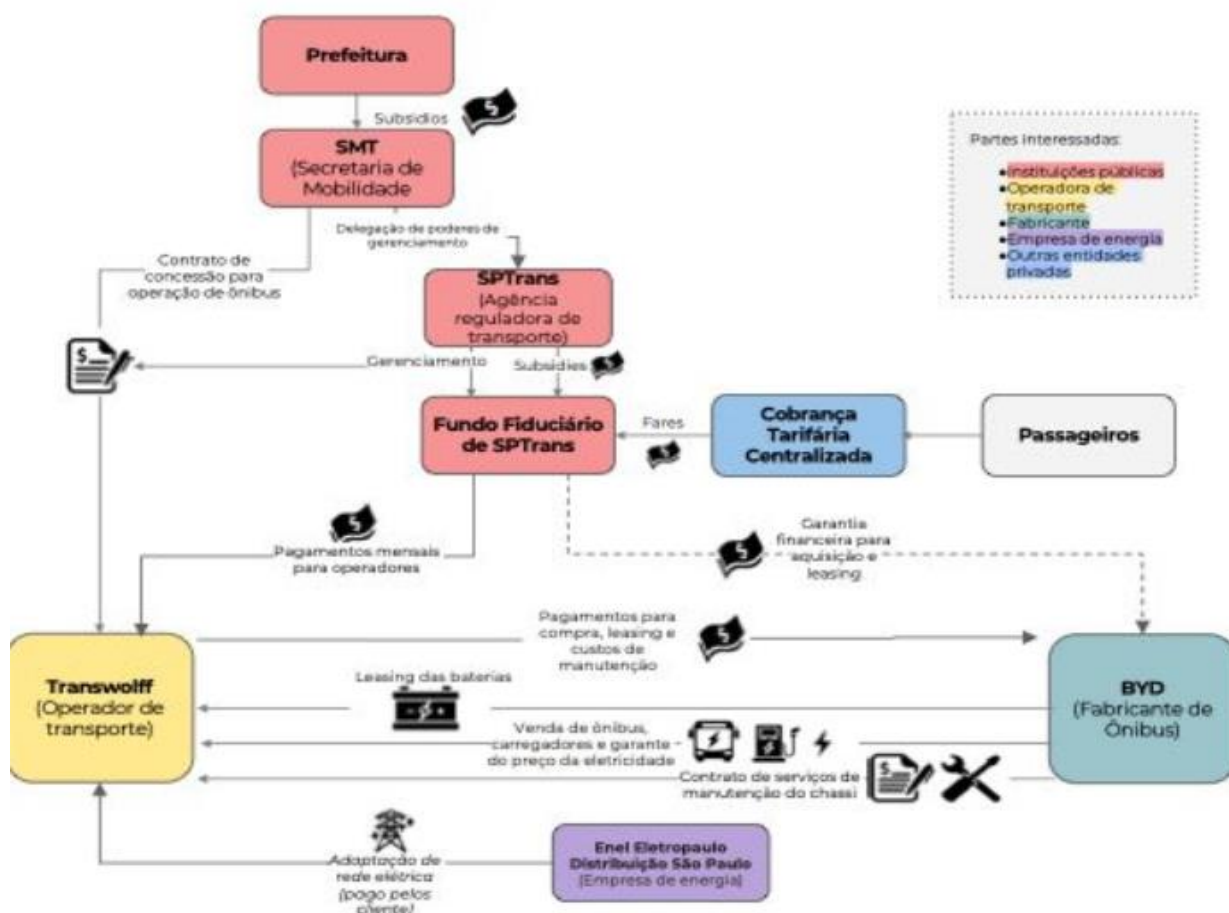 Prefeitura
Subsidios
SMT
(Secretaria de
Mobilidade
Partes interessadas:
•Instituições públicas
•Operadora de
transporte
•Fabricante
•Empresa de energia
•Outras entidades
privadas
Delegação de poderes de
gerenciamento
Contrato de
concessão para
operação de ônibus
SPTrans
(Agência
reguladora de
transporte)
Gerenciamento
Subsidies
Fundo Fiduciário
de SPTrans
Fares
Cobrança
Tarifária
Centralizada
Passageiros
Pagamentos mensais
para operadores
Garantia
financeira para
aquisição e
leasing
Pagamentos para
compra, leasing e
custos de
manutenção
Transwolff
(Operador de
transporte)
Leasing das baterias
Venda de ônibus,
carregadores e garante
do preço da eletricidade
Contrato de serviços de
manutenção do chassi
BYD
(Fabricante de
Ônibus)
Adaptação de
rede elétrica
(pago pelos
cliente)
Enel Eletropaulo
Distribuição São Paulo
(Empresa de energia)